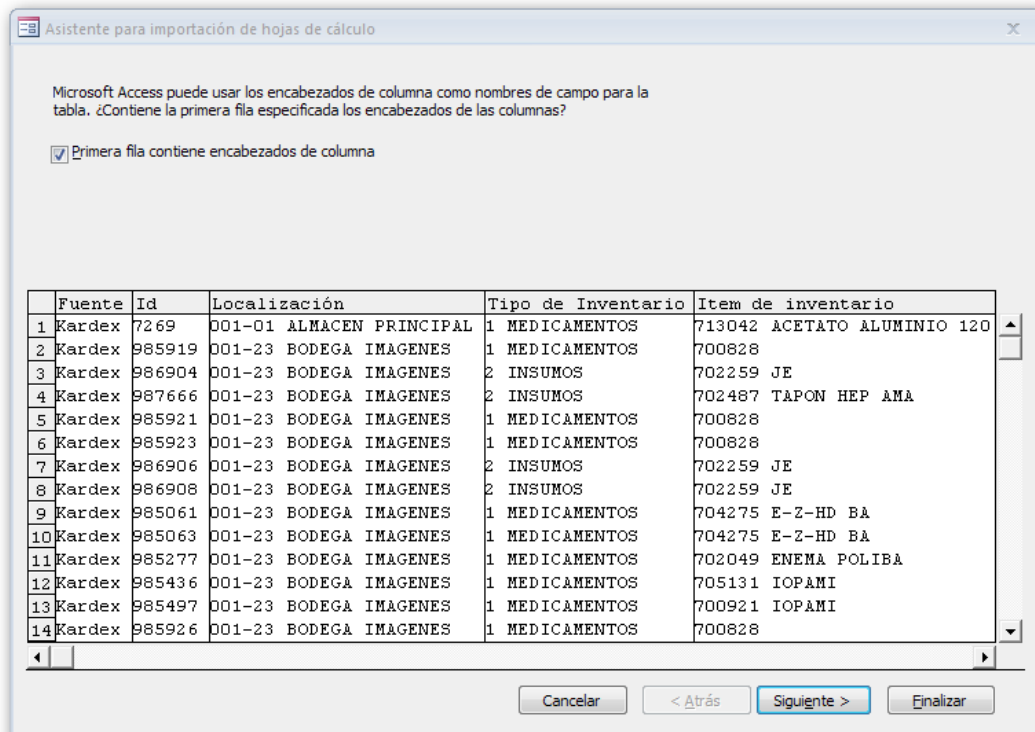 Asistente para importación de hojas de cálculo
Microsoft Access puede usar los encabezados de columna como nombres de campo para la
tabla. ¿Contiene la primera fila especificada los encabezados de las columnas?
Primera fila contiene encabezados de columna
Fuente Id Localización Tipo de Inventario Item de inventario
1 Kardex 7269 001-01 ALMACEN PRINCIPAL 1 MEDICAMENTOS 713042 ACETATO ALUMINIO 120
2 Kardex 985919 001-23 BODEGA IMAGENES 1 MEDICAMENTOS 700828
3 Kardex 986904 001-23 BODEGA IMAGENES 2 INSUMOS 702259 JE
4 Kardex 987666 001-23 BODEGA IMAGENES 2 INSUMOS 702487 TAPON HEP AMA
5 Kardex 985921 001-23 BODEGA IMAGENES 1 MEDICAMENTOS 700828
6 Kardex 985923 001-23 BODEGA IMAGENES 1 MEDICAMENTOS 700828
7 Kardex 986906 001-23 BODEGA IMAGENES 2 INSUMOS 702259 JE
8 Kardex 986908 001-23 BODEGA IMAGENES 2 INSUMOS 702259 JE
9 Kardex 985061 001-23 BODEGA IMAGENES 1 MEDICAMENTOS 704275 E-Z-HD BA
10 Kardex 985063 001-23 BODEGA IMAGENES 1 MEDICAMENTOS 704275 E-Z-HD BA
11 Kardex 985277 001-23 BODEGA IMAGENES 1 MEDICAMENTOS 702049 ENEMA POLIBA
12 Kardex 985436 001-23 BODEGA IMAGENES 1 MEDICAMENTOS 705131 IOPAMI
13 Kardex 985497 001-23 BODEGA IMAGENES 1 MEDICAMENTOS 700921 IOPAMI
14 Kardex 985926 001-23 BODEGA IMAGENES 1 MEDICAMENTOS 700828
Cancelar < Atrás Siguiente > Finalizar